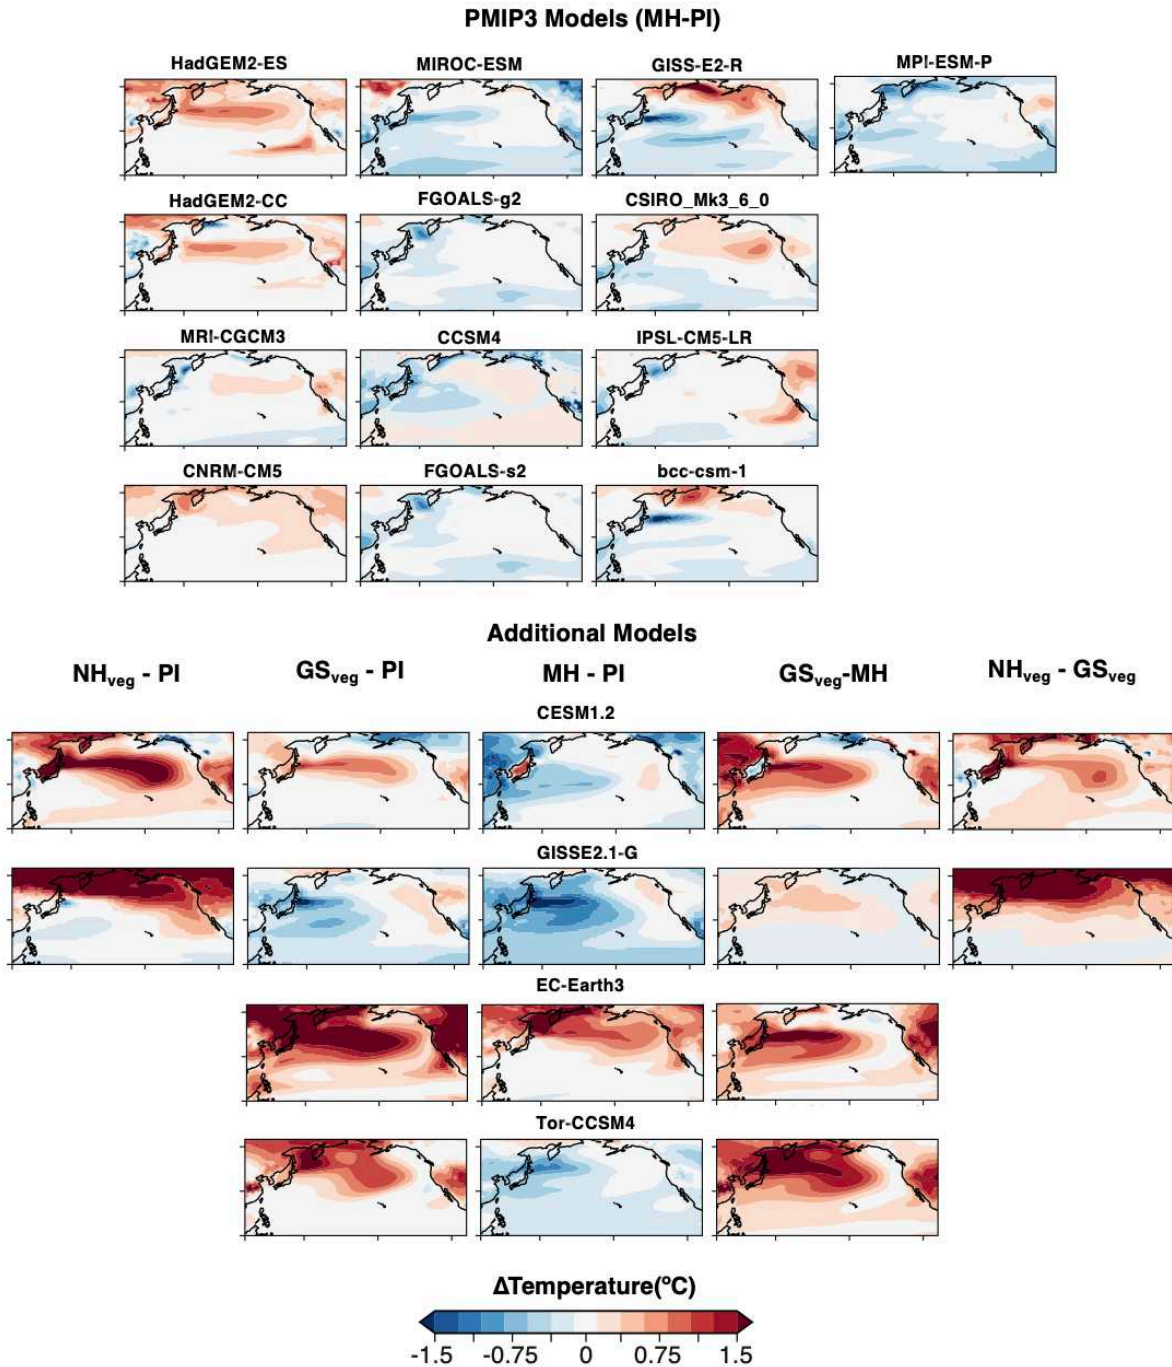 PMIP3 Models (MH-PI)
HadGEM2-ES MIROC-ESM GISS-E2-R MP!-ESM-P
HadGEM2-CC FGOALS-g2 CSIRO_Mk3_6_0
MR!-CGCM3 CCSM4 IPSL-CM5-LR
CNRM-CM5 FGOALS-s2 bcc-csm-1
Additional Models
NHveg - PI GSveg - PI MH - PI GSveg-MH NHveg - GSveg
CESM1.2
GISSE2.1-G
EC-Earth3
Tor-CCSM4
ΔTemperature(°C)
-1.5 -0.75 0 0.75 1.5